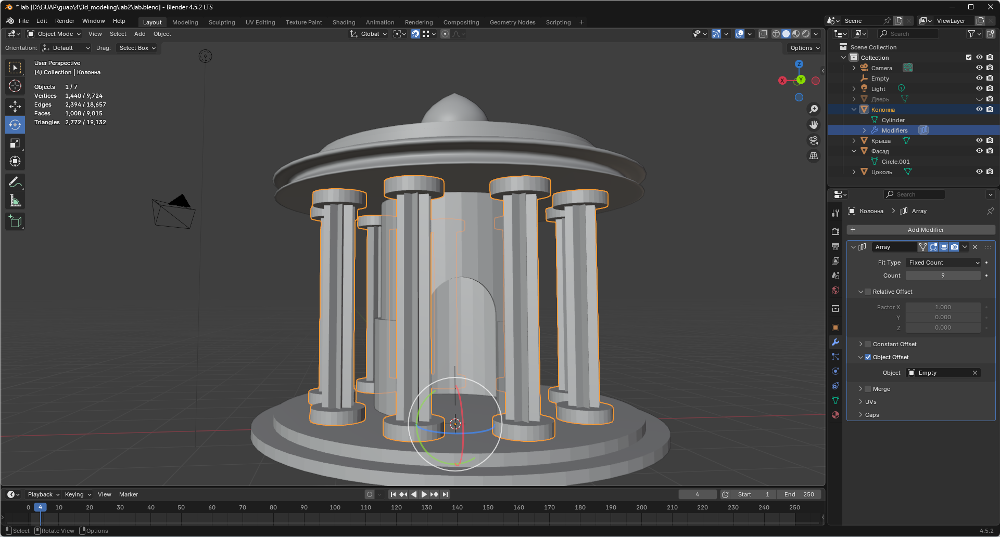 * lab [D:\GUAP\guap\4\3d_modeling\lab2\lab.blend] - Blender 4.5.2 LTS
File Edit Render Window Help Layout Modeling Sculpting UV Editing Texture Paint Shading Animation Rendering Compositing Geometry Nodes Scripting + Scene ViewLayer
Object Mode View Select Add Object Global Search
Orientation: Default Drag: Select Box Options
User Perspective
(4) Collection | Колонна
Objects 1 / 7
Vertices 1,440 / 9,724
Edges 2,394 / 18,657
Faces 1,008 / 9,015
Triangles 2,772 / 19,132
Z
X
Y
Scene Collection
Collection
Camera
Empty
Light
Дверь
Колонна
Cylinder
Modifiers
Крыша
Фасад
Circle.001
Цоколь
Search
Колонна > Array
+ Add Modifier
Array
Fit Type Fixed Count
Count 9
Relative Offset
Factor X 1.000
Y 0.000
Z 0.000
Constant Offset
Object Offset
Object Empty
Merge
UVs
Caps
Playback Keying View Marker 4 Start 1 End 250
0 4 10 20 30 40 50 60 70 80 90 100 110 120 130 140 150 160 170 180 190 200 210 220 230 240 250
Select Rotate View Options 4.5.2